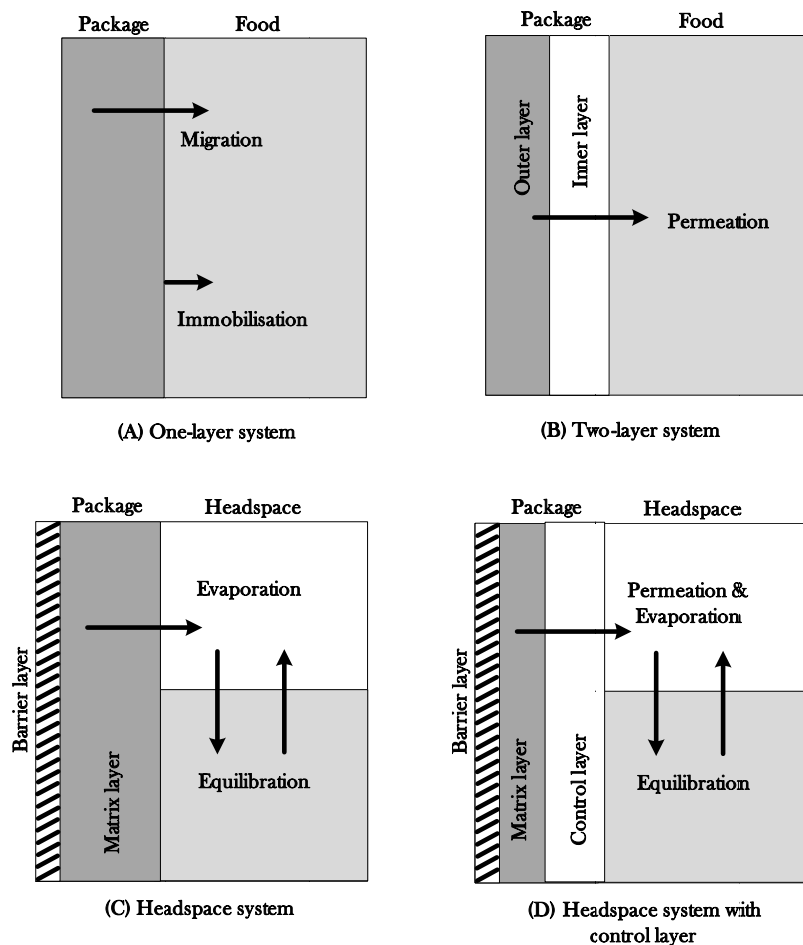 Package Food
Migration
Immobilisation
(A) One-layer system
Package Food
Outer layer
Inner layer
Permeation
(B) Two-layer system
Package Headspace
Barrier layer
Matrix layer
Evaporation
Equilibration
(C) Headspace system
Package Headspace
Barrier layer
Matrix layer
Control layer
Permeation &
Evaporation
Equilibration
(D) Headspace system with
control layer